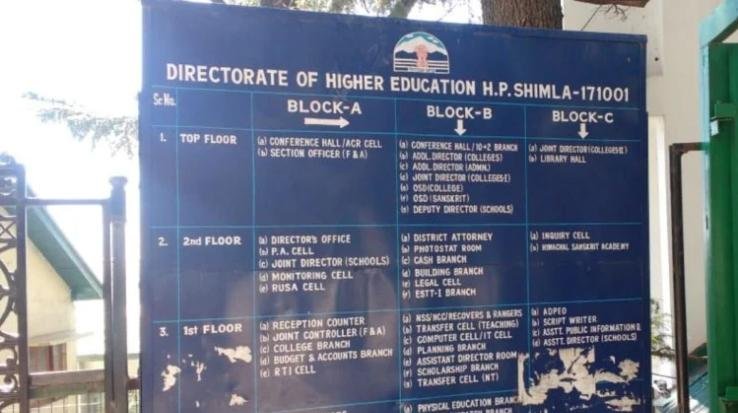 DIRECTORATE OF HIGHER EDUCATION H.P. SHIMLA-171001
Sr No. BLOCK-A BLOCK-B BLOCK-C
1. TOP FLOOR
(a) CONFERENCE HALL/ACR CELL
(b) SECTION OFFICER (F & A)
(a) CONFERENCE HALL/10+2 BRANCH
(b) ADDL. DIRECTOR (COLLEGES)
(c) ADDL. DIRECTOR (ADMN.)
(d) JOINT DIRECTOR (COLLEGES-I)
(e) OSD (COLLEGE)
(f) OSD (SANSKRIT)
(g) DEPUTY DIRECTOR (SCHOOLS)
(a) JOINT DIRECTOR (COLLEGES-II)
(b) LIBRARY HALL
2. 2nd FLOOR
(a) DIRECTOR'S OFFICE
(b) P.A. CELL
(c) JOINT DIRECTOR (SCHOOLS)
(d) MONITORING CELL
(e) RUSA CELL
(a) DISTRICT ATTORNEY
(b) PHOTOSTAT ROOM
(c) CASH BRANCH
(d) BUILDING BRANCH
(e) LEGAL CELL
(f) ESTT-I BRANCH
(a) INQUIRY CELL
(b) HIMACHAL SANSKRIT ACADEMY
3. 1st FLOOR
(a) RECEPTION COUNTER
(b) JOINT CONTROLLER (F & A)
(c) COLLEGE BRANCH
(d) BUDGET & ACCOUNTS BRANCH
(e) RTI CELL
(a) NSS/NCC/RECOVERS & RANGERS
(b) TRANSFER CELL (TEACHING)
(c) COMPUTER CELL/IT CELL
(d) PLANNING BRANCH
(e) ASSISTANT DIRECTOR ROOM
(f) SCHOLARSHIP BRANCH
(g) TRANSFER CELL (NT)
(a) ADPEO
(b) SCRIPT WRITER
(c) ASSTT. PUBLIC INFORMATION
(d) ASSTT. DIRECTOR (SCHOOLS)
(a) PHYSICAL EDUCATION